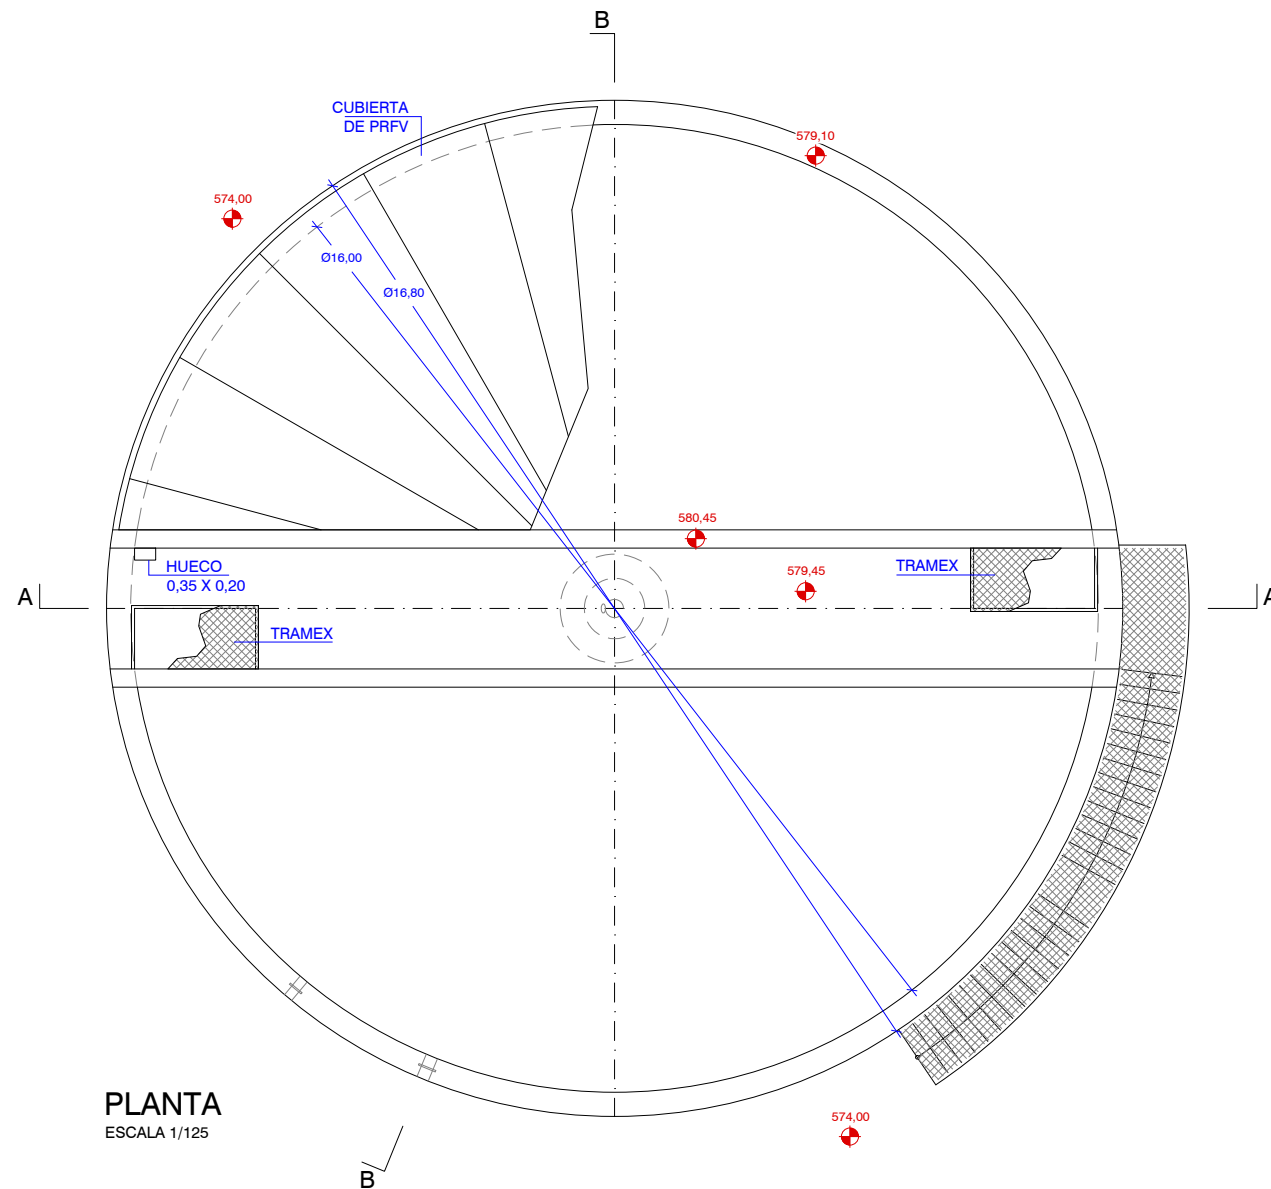 B
CUBIERTA
DE PRFV
579,10
574,00
Ø16,00
Ø16,80
580,45
HUECO
0,35 X 0,20
579,45
TRAMEX
A
A
TRAMEX
PLANTA
ESCALA 1/125
574,00
B